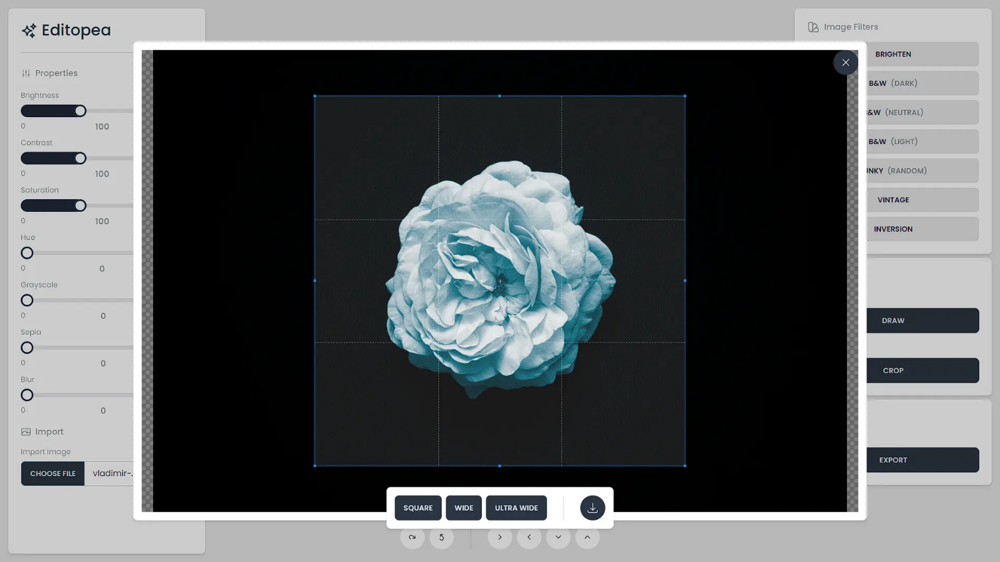 Editopea
Properties
Brightness
0 100
Contrast
0 100
Saturation
0 100
Hue
0 0
Grayscale
0 0
Sepia
0 0
Blur
0 0
Import
Import Image
CHOOSE FILE vladimir-.
SQUARE WIDE ULTRA WIDE
Image Filters
BRIGHTEN
B&W (DARK)
B&W (NEUTRAL)
B&W (LIGHT)
(RANDOM)
VINTAGE
INVERSION
DRAW
CROP
EXPORT